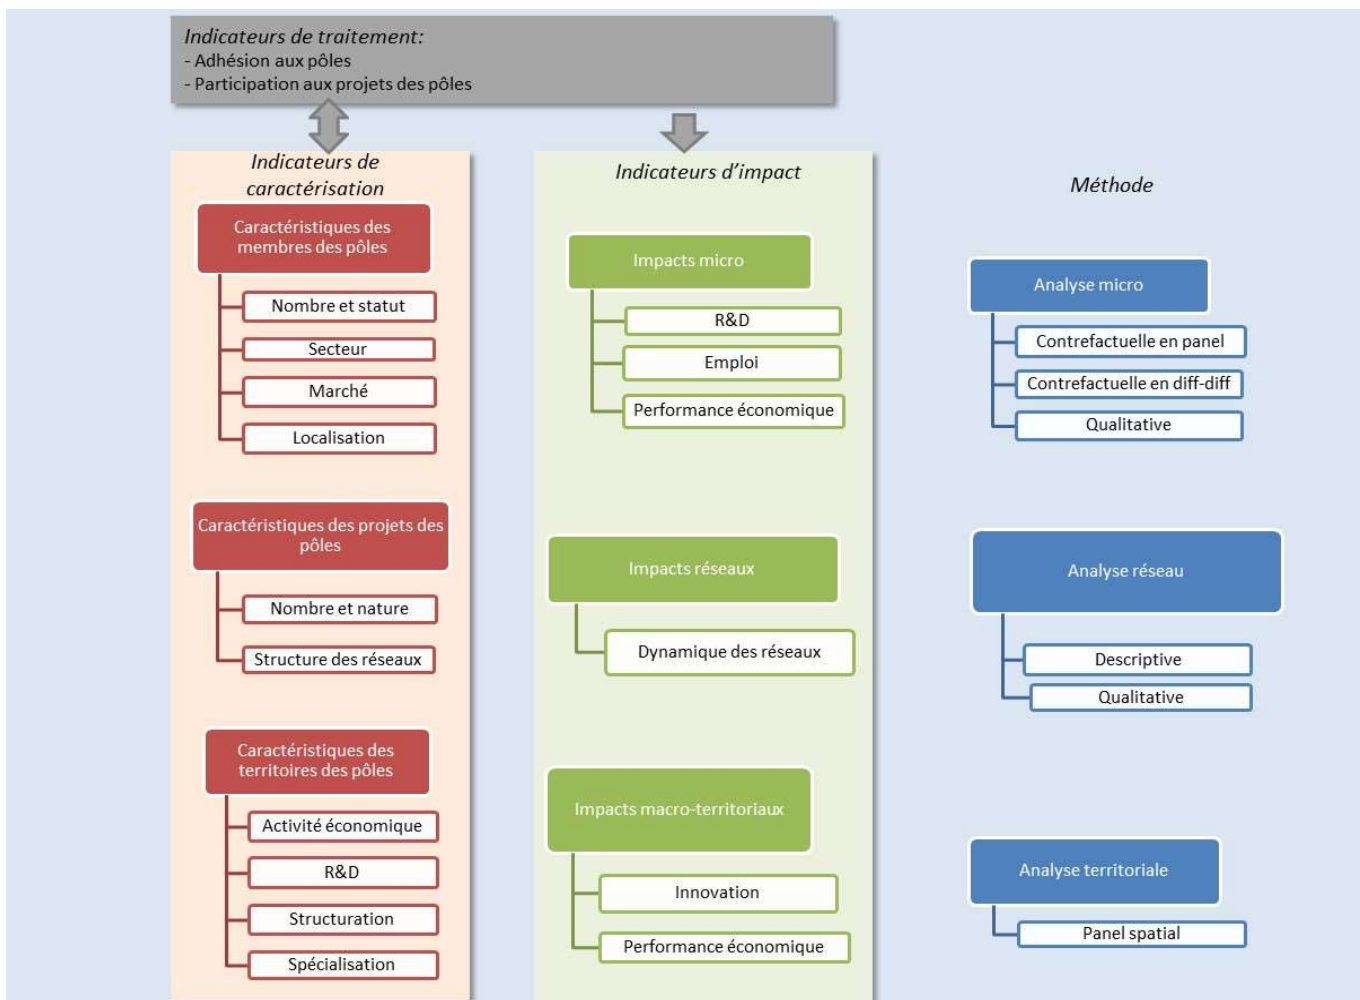 Indicateurs de traitement:
- Adhésion aux pôles
- Participation aux projets des pôles
Indicateurs de
caractérisation
Caractéristiques des
membres des pôles
Nombre et statut
Secteur
Marché
Localisation
Caractéristiques des projets des
pôles
Nombre et nature
Structure des réseaux
Caractéristiques des
territoires des pôles
Activité économique
R&D
Structuration
Spécialisation
Indicateurs d'impact
Impacts micro
R&D
Emploi
Performance économique
Impacts réseaux
Dynamique des réseaux
Impacts macro-territoriaux
Innovation
Performance économique
Méthode
Analyse micro
Contrefactuelle en panel
Contrefactuelle en diff-diff
Qualitative
Analyse réseau
Descriptive
Qualitative
Analyse territoriale
Panel spatial